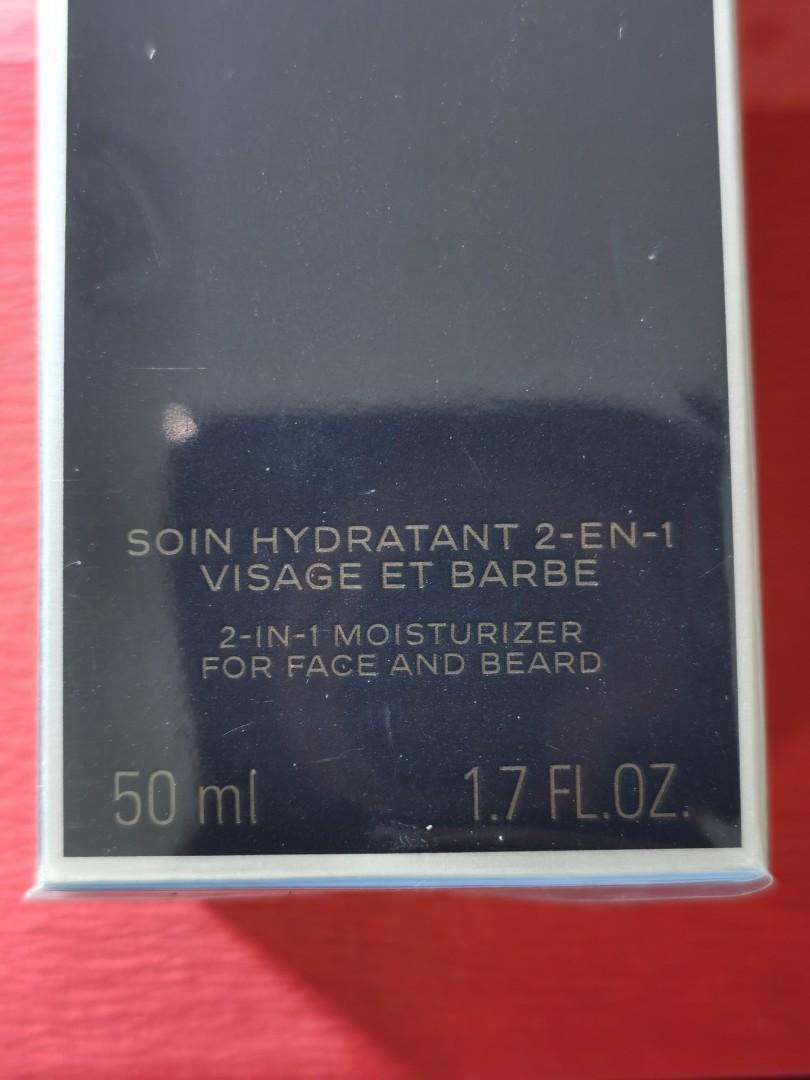 SOIN HYDRATANT 2-EN-1
VISAGE ET BARBE
2-IN-1 MOISTURIZER
FOR FACE AND BEARD
50 ml 1.7 FL.OZ.